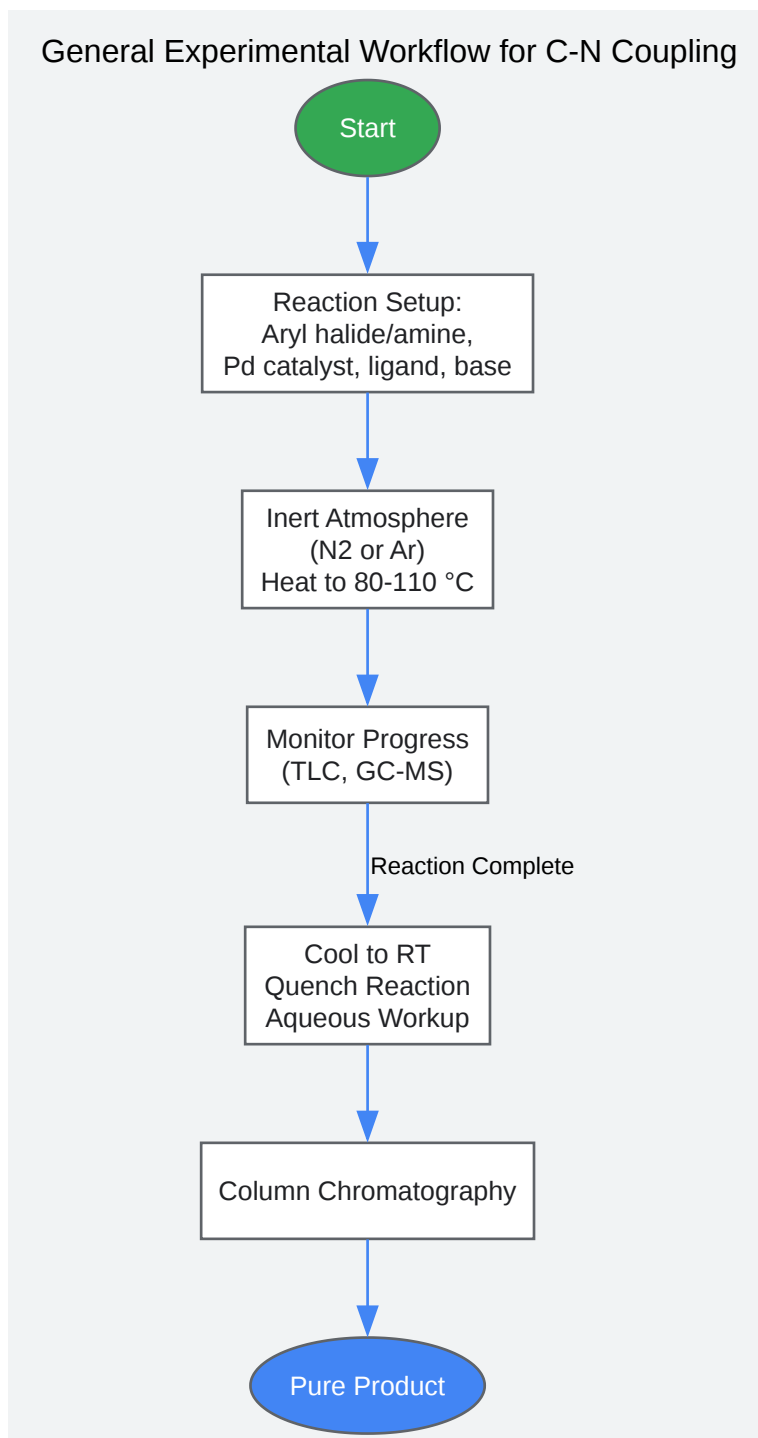 General Experimental Workflow for C-N Coupling
Start
Reaction Setup:
Aryl halide/amine,
Pd catalyst, ligand, base
Inert Atmosphere
(N2 or Ar)
Heat to 80-110 °C
Monitor Progress
(TLC, GC-MS)
Reaction Complete
Cool to RT
Quench Reaction
Aqueous Workup
Column Chromatography
Pure Product